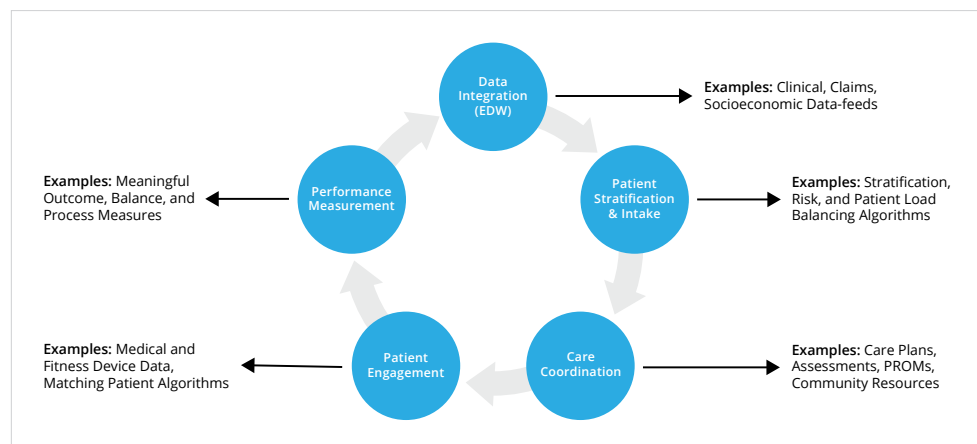 Data
Integration
(EDW)
Examples: Clinical, Claims,
Socioeconomic Data-feeds
Patient
Stratification
& Intake
Examples: Stratification,
Risk, and Patient Load
Balancing Algorithms
Care
Coordination
Examples: Care Plans,
Assessments, PROMs,
Community Resources
Patient
Engagement
Examples: Medical and
Fitness Device Data,
Matching Patient Algorithms
Performance
Measurement
Examples: Meaningful
Outcome, Balance, and
Process Measures